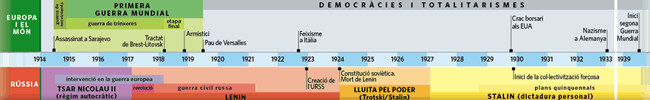 EUROPA
I EL
MÓN
guerra de
moviments
PRIMERA
GUERRA MUNDIAL
guerra de trinxeres
etapa
final
DEMOCRÀCIES I TOTALITARISMES
Assassinat a Sarajevo
Tractat
de Brest-Litovsk
Armistici
Pau de Versalles
Feixisme
a Itàlia
Crac borsari
als EUA
Nazisme
a Alemanya
Inici
segona
Guerra
Mundial
1914 1915 1916 1917 1918 1919 1920 1921 1922 1923 1924 1925 1926 1927 1928 1929 1930 1931 1932 1933 1939
RÚSSIA
intervenció en la guerra europea
TSAR NICOLAU II
(règim autocràtic)
revolució
guerra civil russa
LENIN
Creació de
l'URSS
Constitució soviètica.
Mort de Lenin
LLUITA PEL PODER
(Trotski/Stalin)
Inici de la col·lectivització forçosa
plans quinquennals
STALIN (dictadura personal)